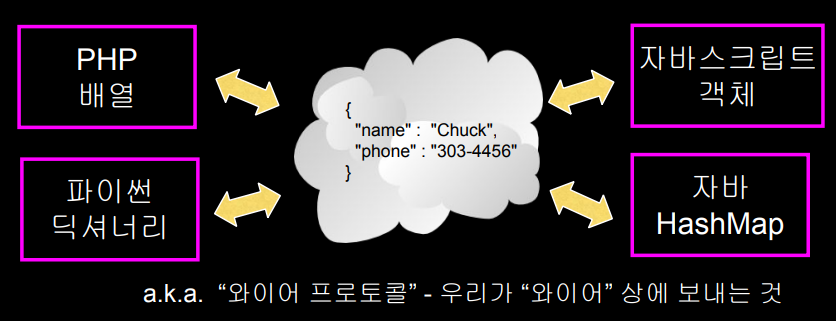 PHP
배열
자바스크립트
객체
{
"name" : "Chuck",
"phone" : "303-4456"
}
파이썬
딕셔너리
자바
HashMap
a.k.a. “와이어 프로토콜” - 우리가 “와이어” 상에 보내는 것